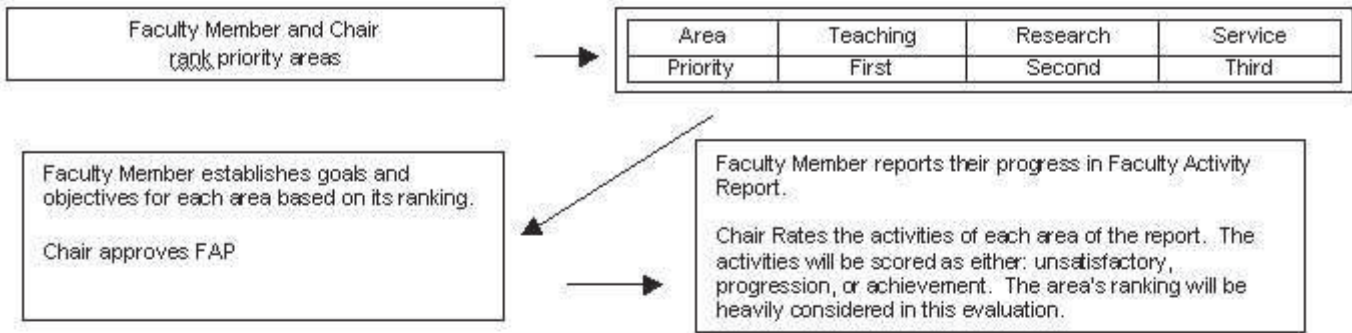 Faculty Member and Chair
rank priority areas
Area Teaching Research Service
Priority First Second Third
Faculty Member establishes goals and
objectives for each area based on its ranking.
Chair approves FAP
Faculty Member reports their progress in Faculty Activity
Report.
Chair Rates the activities of each area of the report. The
activities will be scored as either: unsatisfactory,
progression, or achievement. The area's ranking will be
heavily considered in this evaluation.